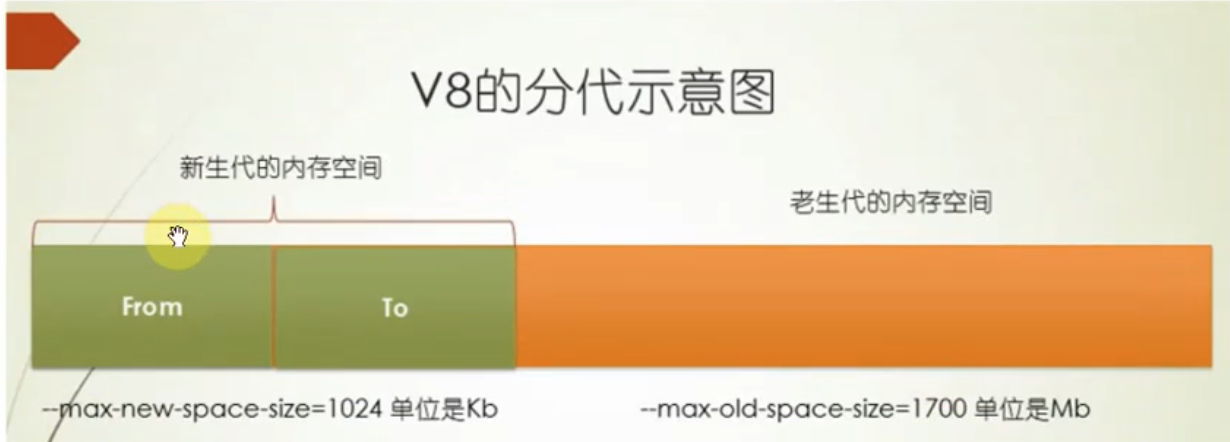 V8的分代示意图
新生代的内存空间
老生代的内存空间
From
To
--max-new-space-size=1024 单位是Kb
--max-old-space-size=1700 单位是Mb